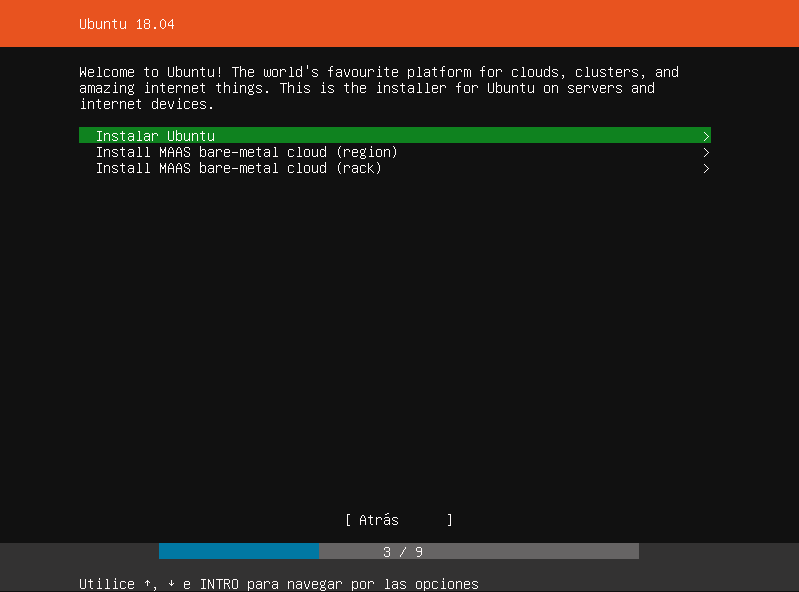 Ubuntu 18.04
Welcome to Ubuntu! The world's favourite platform for clouds, clusters, and
amazing internet things. This is the installer for Ubuntu on servers and
internet devices.
Instalar Ubuntu >
Install MAAS bare-metal cloud (region) >
Install MAAS bare-metal cloud (rack) >
[ Atrás ]
3 / 9
Utilice ↑, ↓ e INTRO para navegar por las opciones